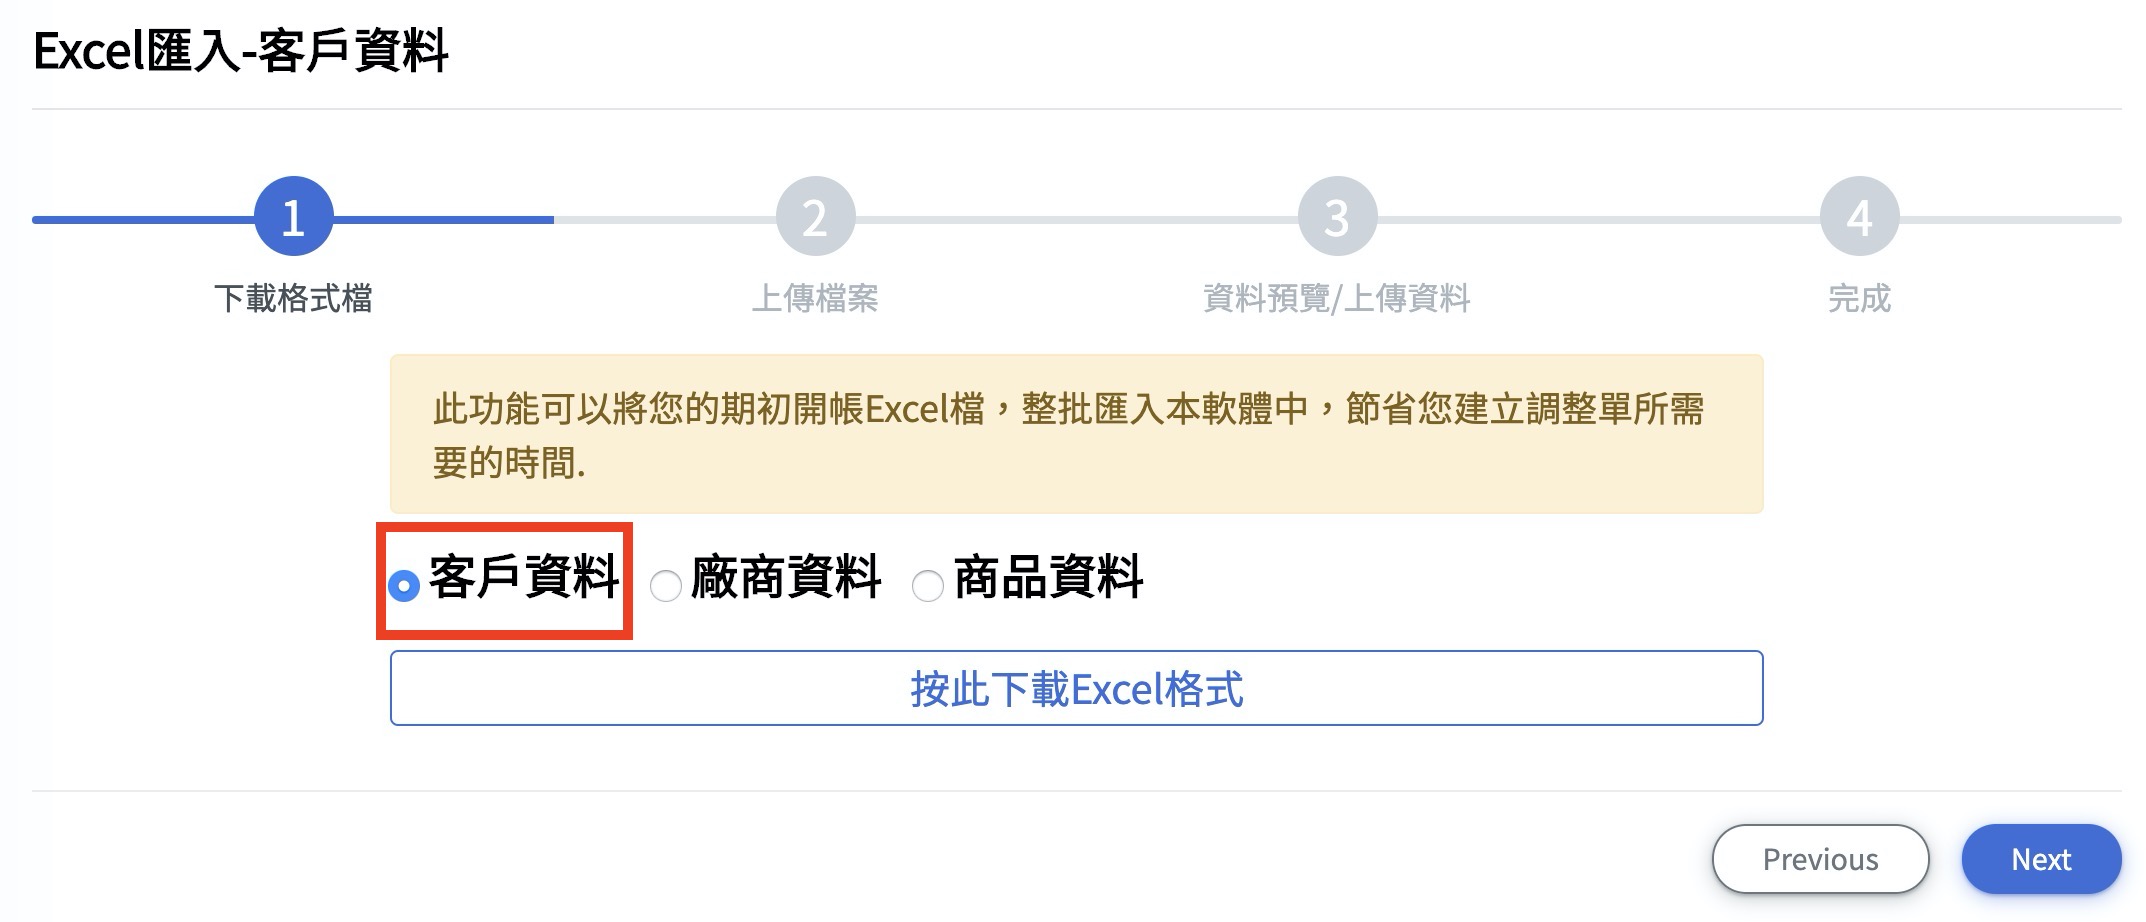 Excel匯入-客戶資料
1
2
3
4
下載格式檔
上傳檔案
資料預覽/上傳資料
完成
此功能可以將您的期初開帳Excel檔，整批匯入本軟體中，節省您建立調整單所需
要的時間.
客戶資料 廠商資料 商品資料
按此下載Excel格式
Previous
Next